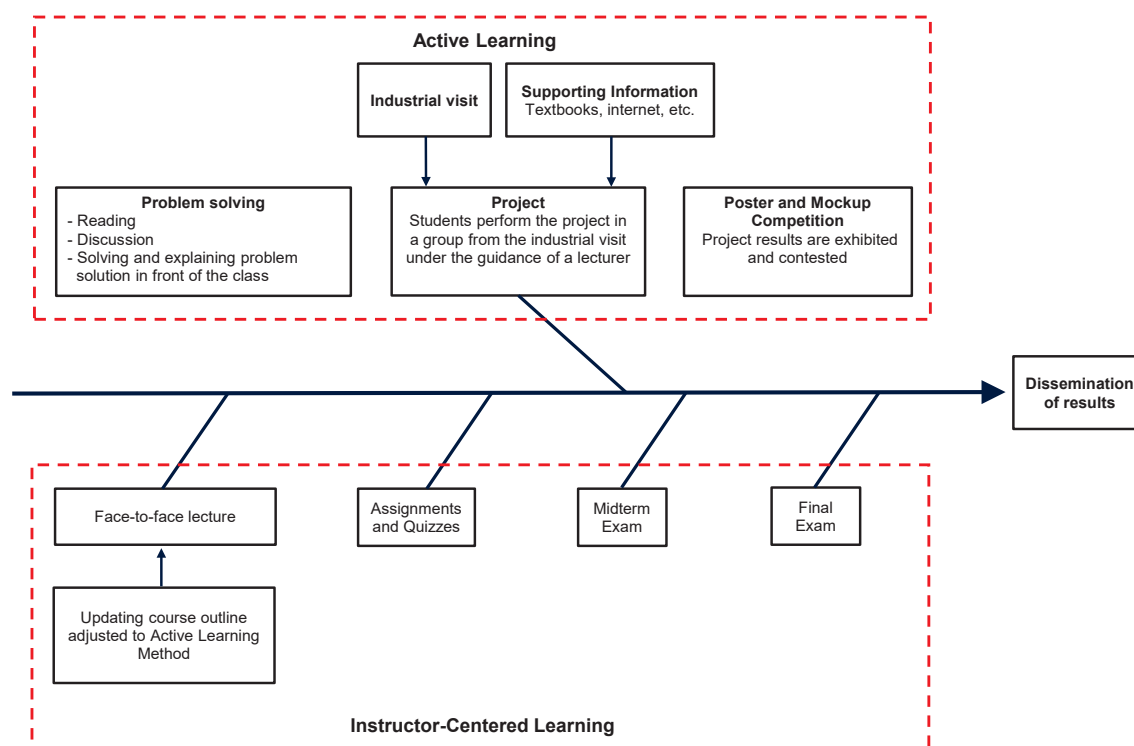 Active Learning
Industrial visit
Supporting Information
Textbooks, internet, etc.
Problem solving
- Reading
- Discussion
- Solving and explaining problem
solution in front of the class
Project
Students perform the project in
a group from the industrial visit
under the guidance of a lecturer
Poster and Mockup
Competition
Project results are exhibited
and contested
Dissemination
of results
Face-to-face lecture
Assignments
and Quizzes
Midterm
Exam
Final
Exam
Updating course outline
adjusted to Active Learning
Method
Instructor-Centered Learning